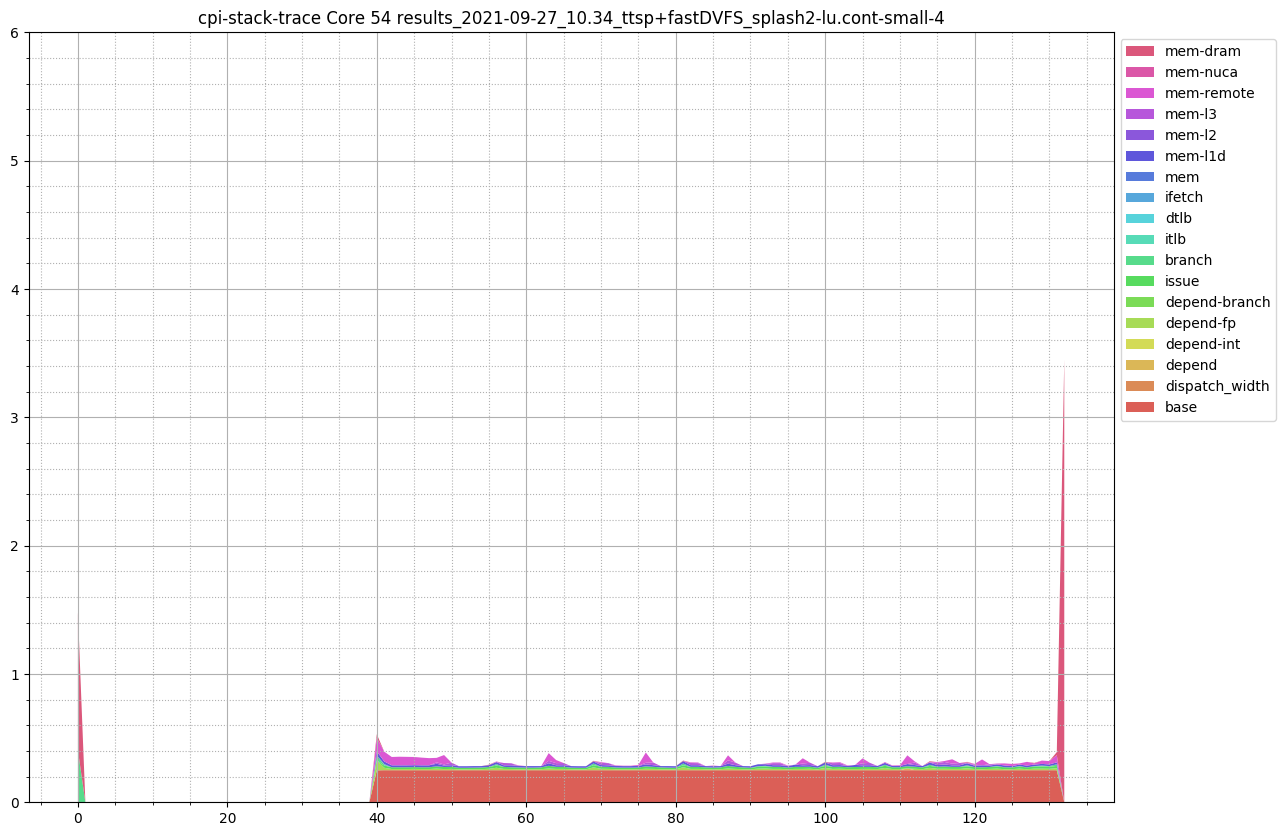 cpi-stack-trace Core 54 results_2021-09-27_10.34_ttsp+fastDVFS_splash2-lu.cont-small-4
6
5
4
3
2
1
0
0 20 40 60 80 100 120
mem-dram
mem-nuca
mem-remote
mem-l3
mem-l2
mem-l1d
mem
ifetch
dtlb
itlb
branch
issue
depend-branch
depend-fp
depend-int
depend
dispatch_width
base